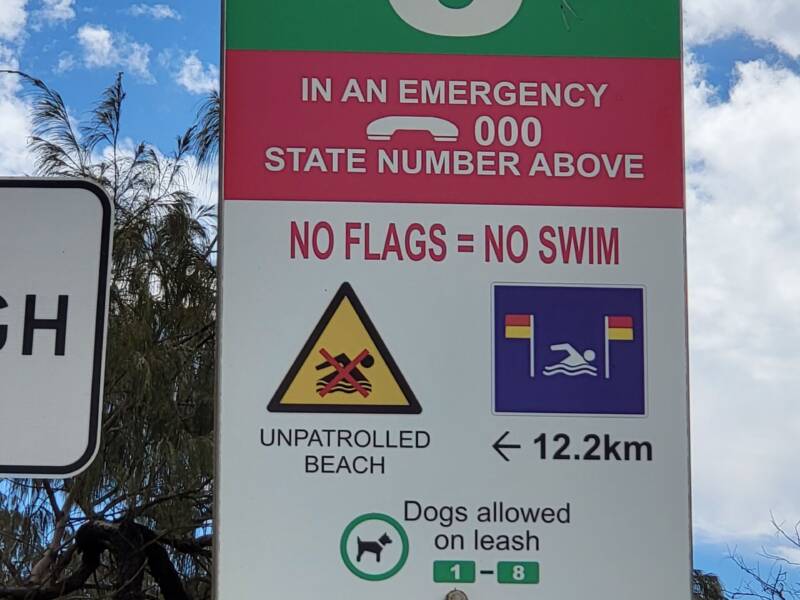 IN AN EMERGENCY
000
STATE NUMBER ABOVE
NO FLAGS = NO SWIM
GH
UNPATROLLED
BEACH
← 12.2km
Dogs allowed
on leash
1 – 8